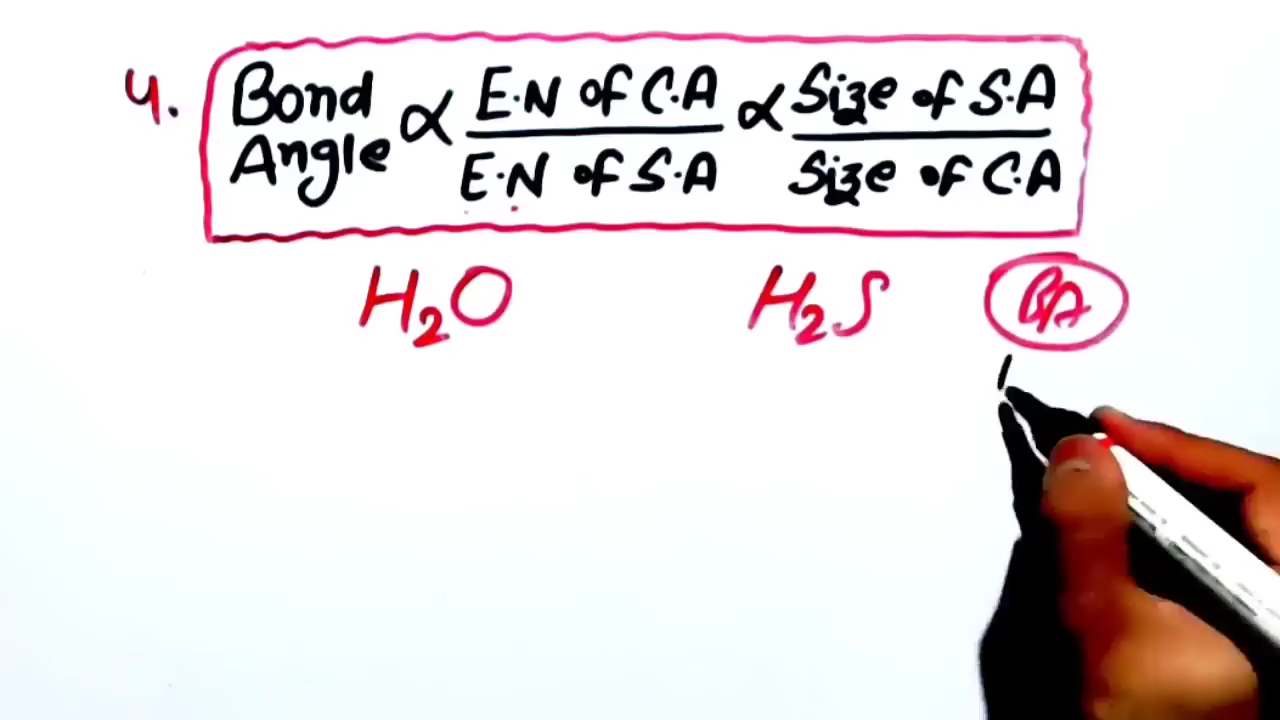 4. Bond Angle ∝ E.N of C.A / E.N of S.A ∝ Size of S.A / Size of C.A
H₂O H₂S BA